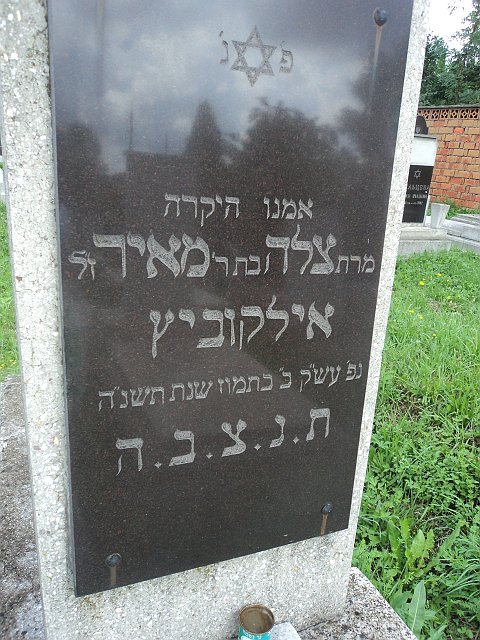 פ' נ'
אמנו היקרה
מרת צלה בת ר' מאיר ז"ל
אילקוביץ
נפ' עש"ק כ' בתמוז שנת תשנ"ה
ת.נ.צ.ב.ה